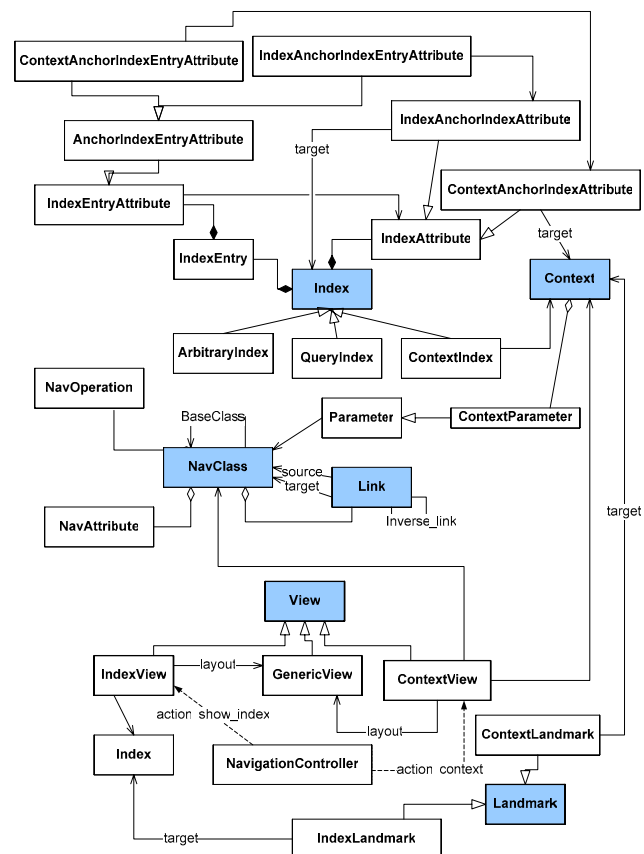 ContextAnchorIndexEntryAttribute
IndexAnchorIndexEntryAttribute
IndexAnchorIndexAttribute
AnchorIndexEntryAttribute
target
ContextAnchorIndexAttribute
IndexEntryAttribute
IndexAttribute
target
IndexEntry
Index
Context
ArbitraryIndex
QueryIndex
ContextIndex
NavOperation
BaseClass
Parameter
ContextParameter
NavClass
source
target
Link
Inverse_link
NavAttribute
target
View
IndexView
layout
GenericView
ContextView
action show_index
layout
Index
NavigationController
action context
ContextLandmark
Landmark
target
IndexLandmark